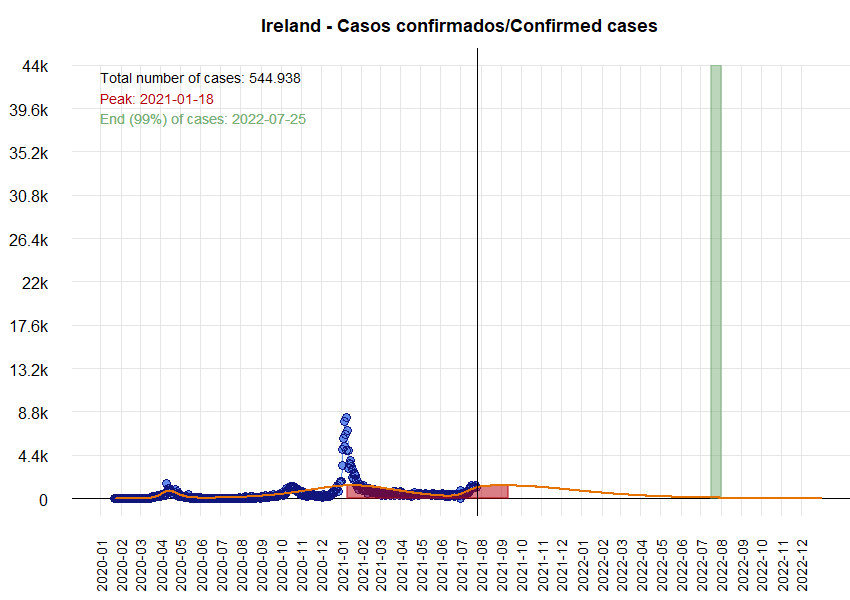 Ireland - Casos confirmados/Confirmed cases
Total number of cases: 544.938
Peak: 2021-01-18
End (99%) of cases: 2022-07-25
44k
39.6k
35.2k
30.8k
26.4k
22k
17.6k
13.2k
8.8k
4.4k
0
2020-01
2020-02
2020-03
2020-04
2020-05
2020-06
2020-07
2020-08
2020-09
2020-10
2020-11
2020-12
2021-01
2021-02
2021-03
2021-04
2021-05
2021-06
2021-07
2021-08
2021-09
2021-10
2021-11
2021-12
2022-01
2022-02
2022-03
2022-04
2022-05
2022-06
2022-07
2022-08
2022-09
2022-10
2022-11
2022-12